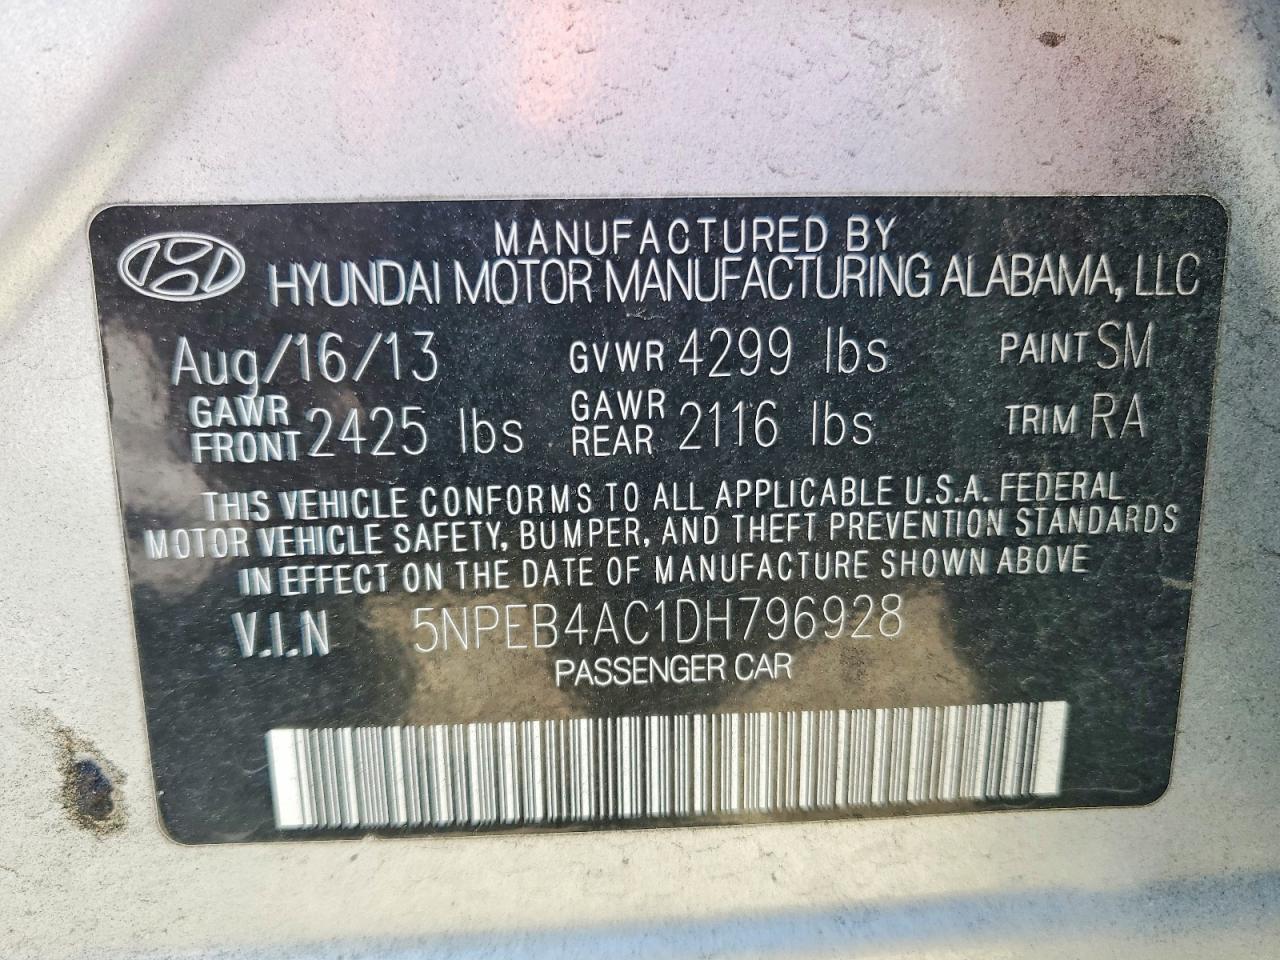 MANUFACTURED BY
HYUNDAI MOTOR MANUFACTURING ALABAMA, LLC
Aug/16/13 GVWR 4299 lbs PAINT SM
GAWR FRONT 2425 lbs GAWR REAR 2116 lbs TRIM RA
THIS VEHICLE CONFORMS TO ALL APPLICABLE U.S.A. FEDERAL
MOTOR VEHICLE SAFETY, BUMPER, AND THEFT PREVENTION STANDARDS
IN EFFECT ON THE DATE OF MANUFACTURE SHOWN ABOVE
V.I.N 5NPEB4AC1DH796928
PASSENGER CAR